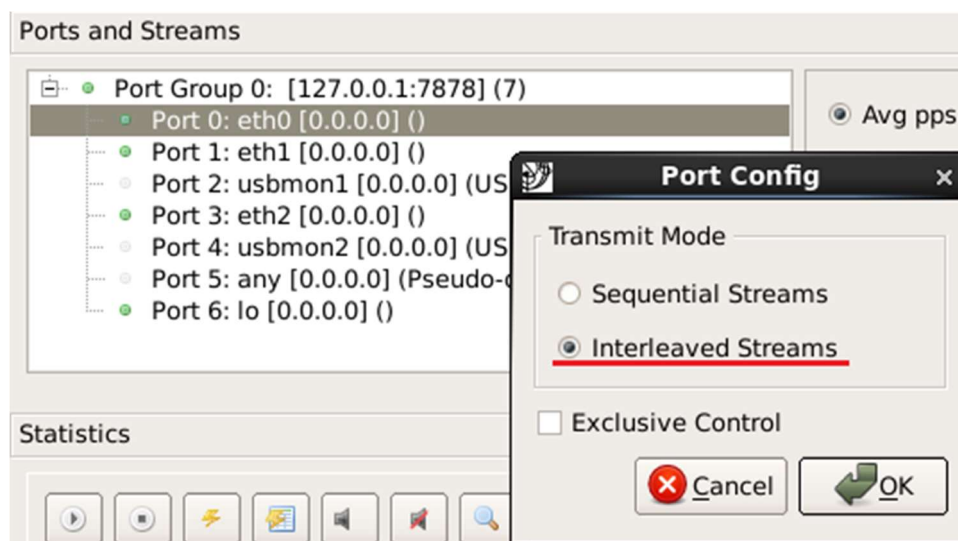 Ports and Streams
Port Group 0: [127.0.0.1:7878] (7)
Port 0: eth0 [0.0.0.0] ()
Port 1: eth1 [0.0.0.0] ()
Port 2: usbmon1 [0.0.0.0] (US
Port 3: eth2 [0.0.0.0] ()
Port 4: usbmon2 [0.0.0.0] (US
Port 5: any [0.0.0.0] (Pseudo-
Port 6: lo [0.0.0.0] ()
Avg pps
Port Config
Transmit Mode
Sequential Streams
Interleaved Streams
Exclusive Control
Cancel
OK
Statistics